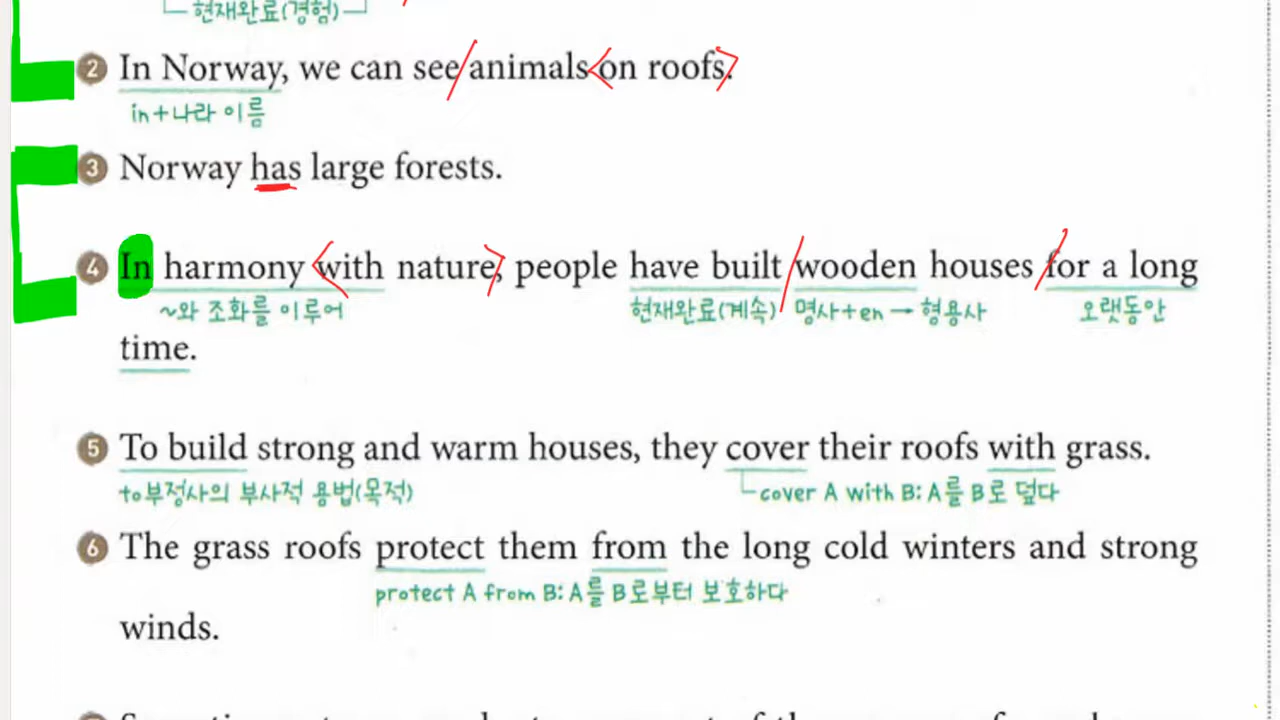 현재완료(경험)
2 In Norway, we can see animals on roofs.
in+나라 이름
3 Norway has large forests.
4 In harmony with nature, people have built wooden houses for a long
~와 조화를 이루어 현재완료(계속) 명사+en → 형용사 오랫동안
time.
5 To build strong and warm houses, they cover their roofs with grass.
to부정사의 부사적 용법(목적) cover A with B: A를 B로 덮다
6 The grass roofs protect them from the long cold winters and strong
protect A from B: A를 B로부터 보호하다
winds.